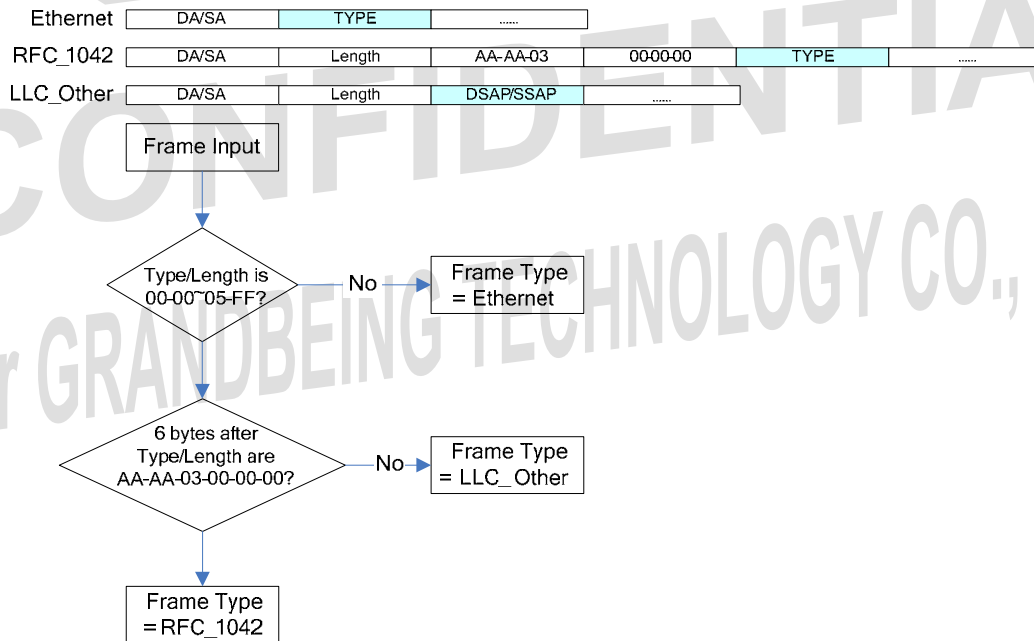 Ethernet DA/SA TYPE ......
RFC_1042 DA/SA Length AA-AA-03 00-00-00 TYPE ......
LLC_Other DA/SA Length DSAP/SSAP ......
Frame Input
Type/Length is
00-00~05-FF?
No
Frame Type
= Ethernet
6 bytes after
Type/Length are
AA-AA-03-00-00-00?
No
Frame Type
= LLC_ Other
Frame Type
=RFC_1042
CONFIDENTIA
r GRANDBEING TECHNOLOGY CO.,